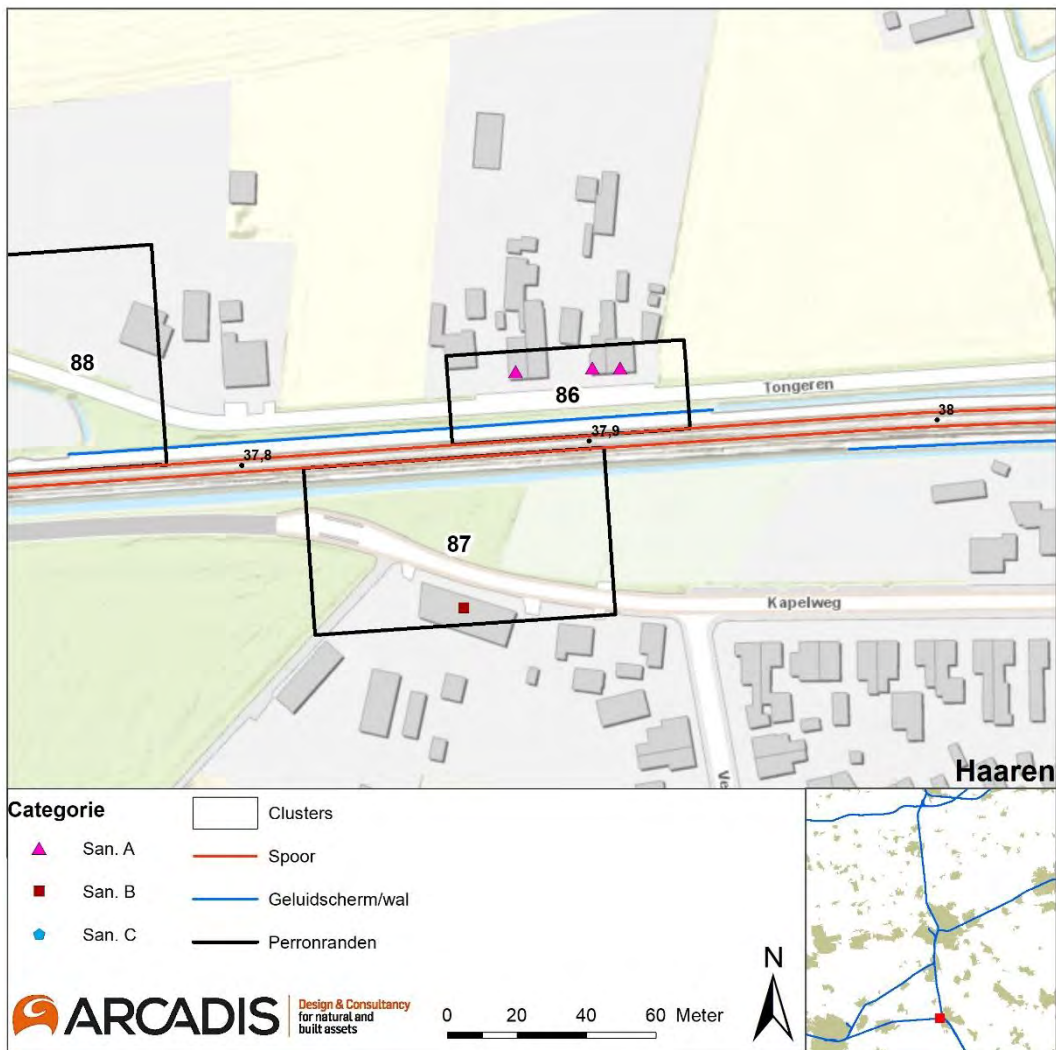 88
86
Tongeren
37,8
37,9
38
87
Kapelweg
Ve
Haaren
Categorie
San. A
San. B
San. C
Clusters
Spoor
Geluidscherm/wal
Perronranden
ARCADIS
Design & Consultancy
for natural and
built assets
0 20 40 60 Meter
N